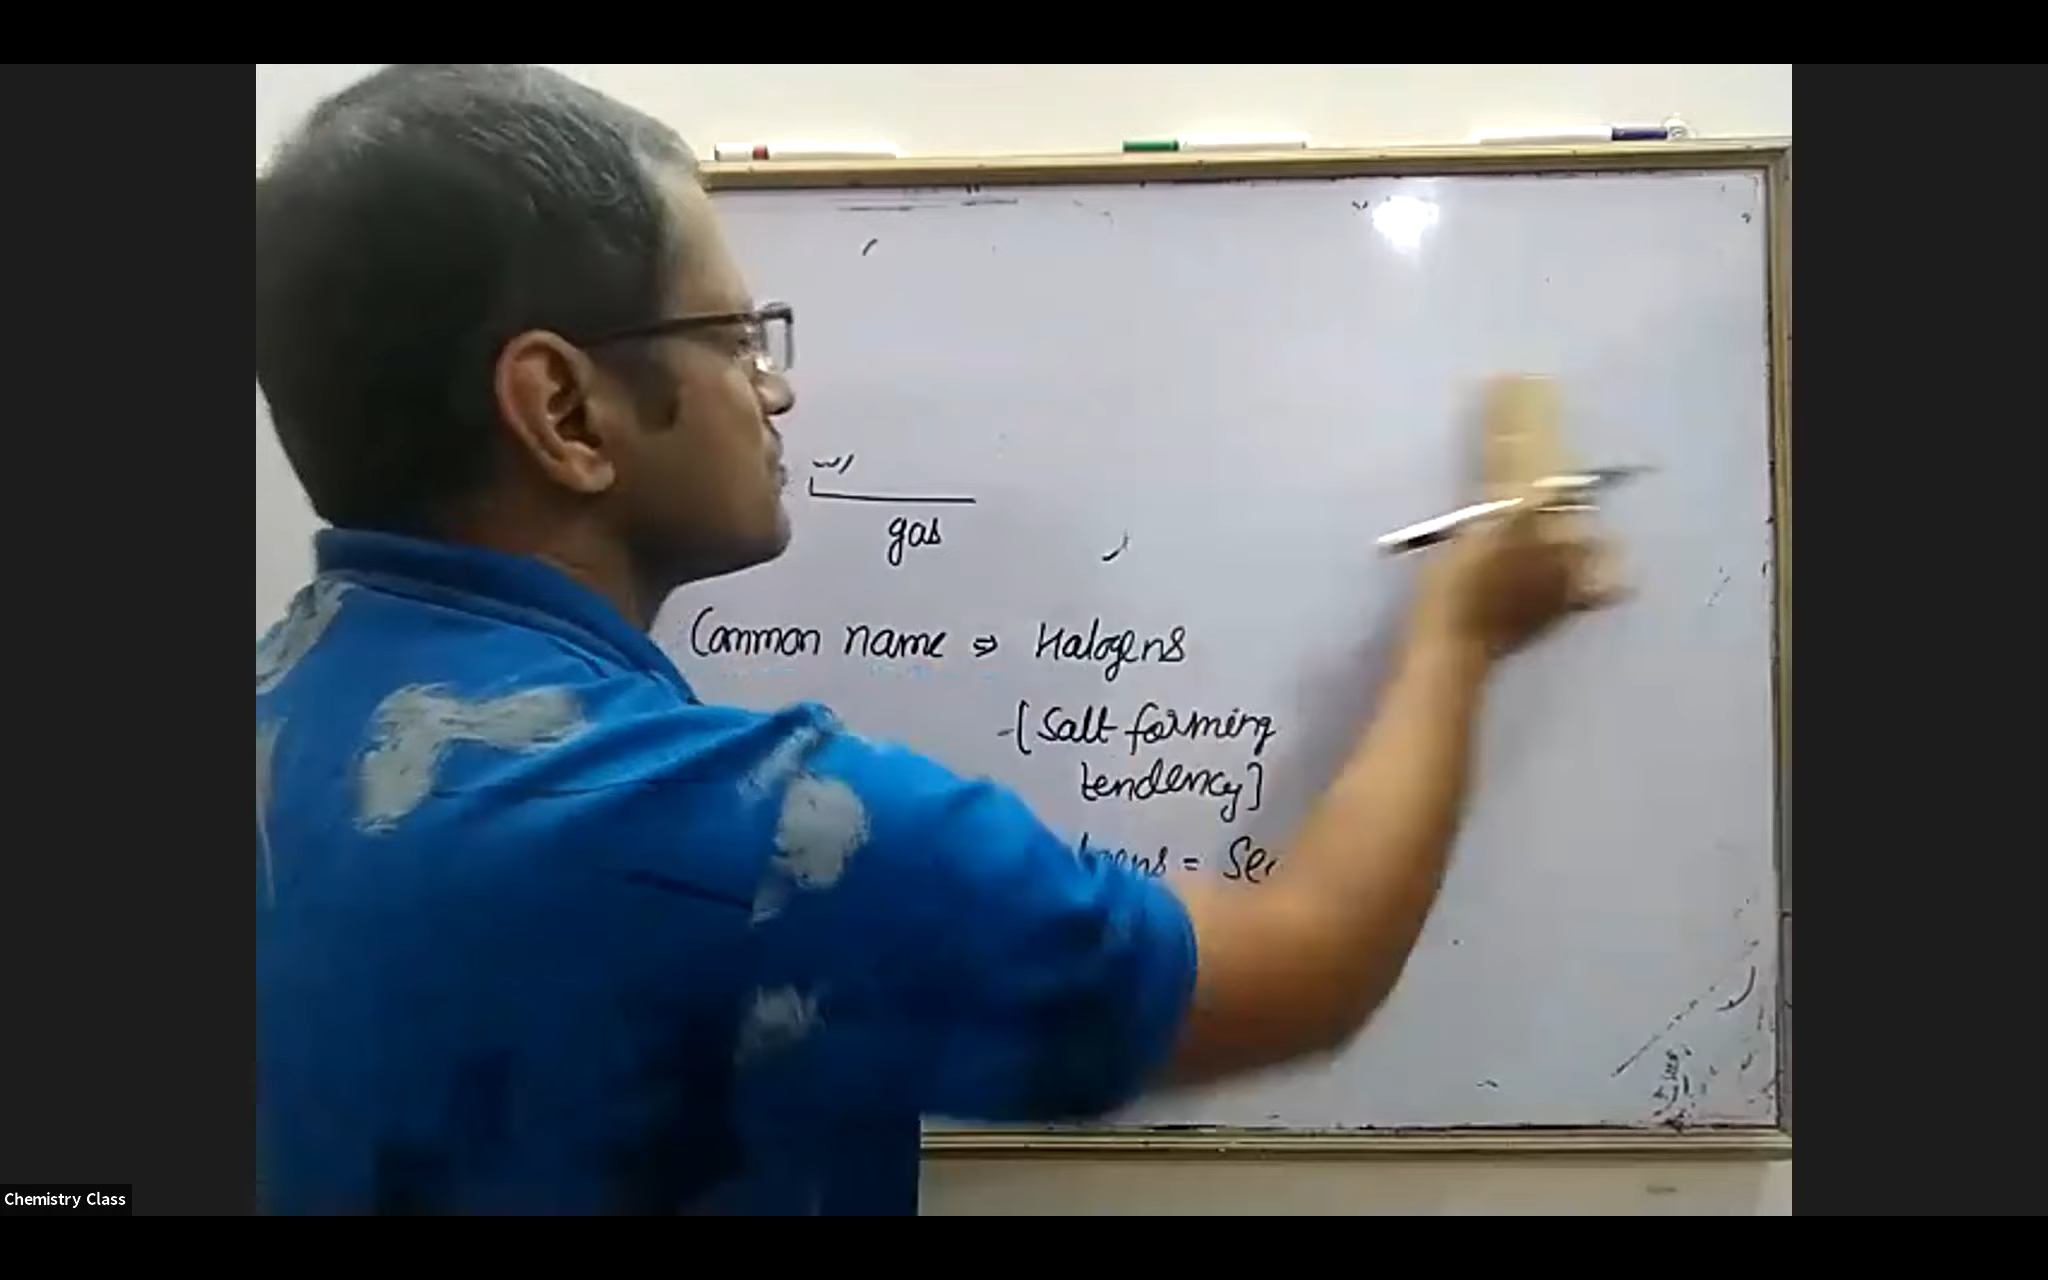 gas
Common name ⇒ Halogens
[Salt forming
tendency]
=
Chemistry Class